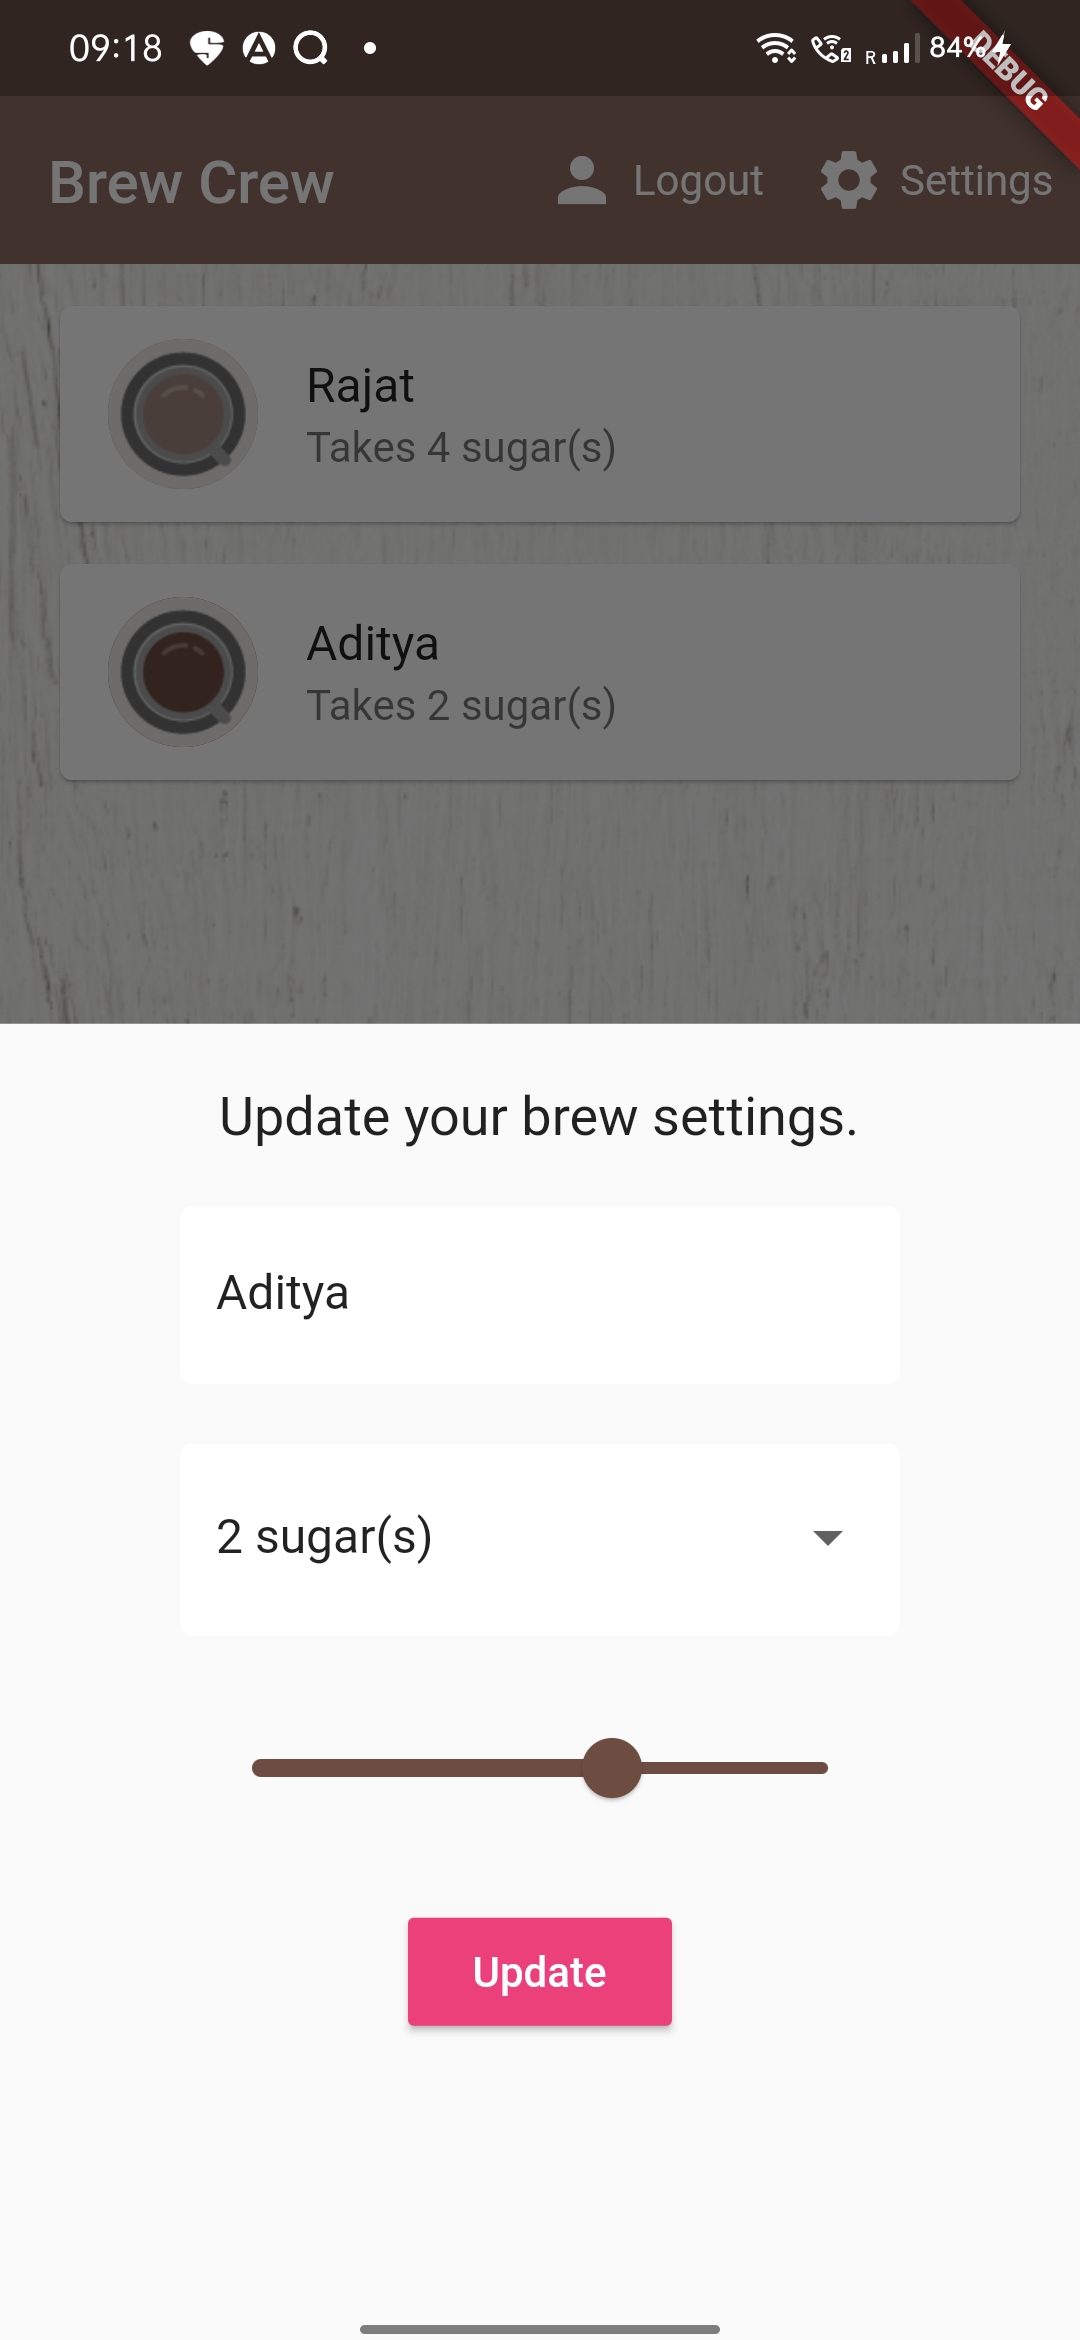 09:18
R
84%
DEBUG
Brew Crew
Logout
Settings
Rajat
Takes 4 sugar(s)
Aditya
Takes 2 sugar(s)
Update your brew settings.
Aditya
2 sugar(s)
Update